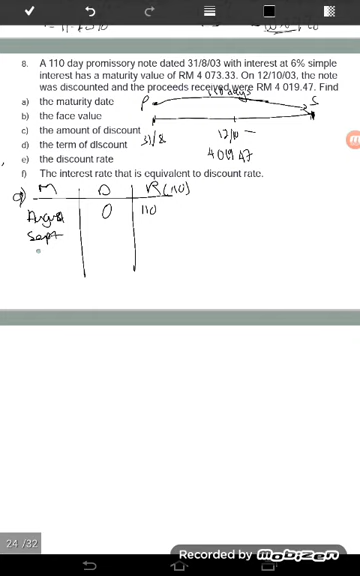 8. A 110 day promissory note dated 31/8/03 with interest at 6% simple
interest has a maturity value of RM 4 073.33. On 12/10/03, the note
was discounted and the proceeds received were RM 4 019.47. Find
a) the maturity date
b) the face value
c) the amount of discount
d) the term of discount
e) the discount rate
f) The interest rate that is equivalent to discount rate.
110 days
P S
31/8 12/10
4019.47
a) M D R(110)
August 0 110
Sept
24 /32
Recorded by mobizen